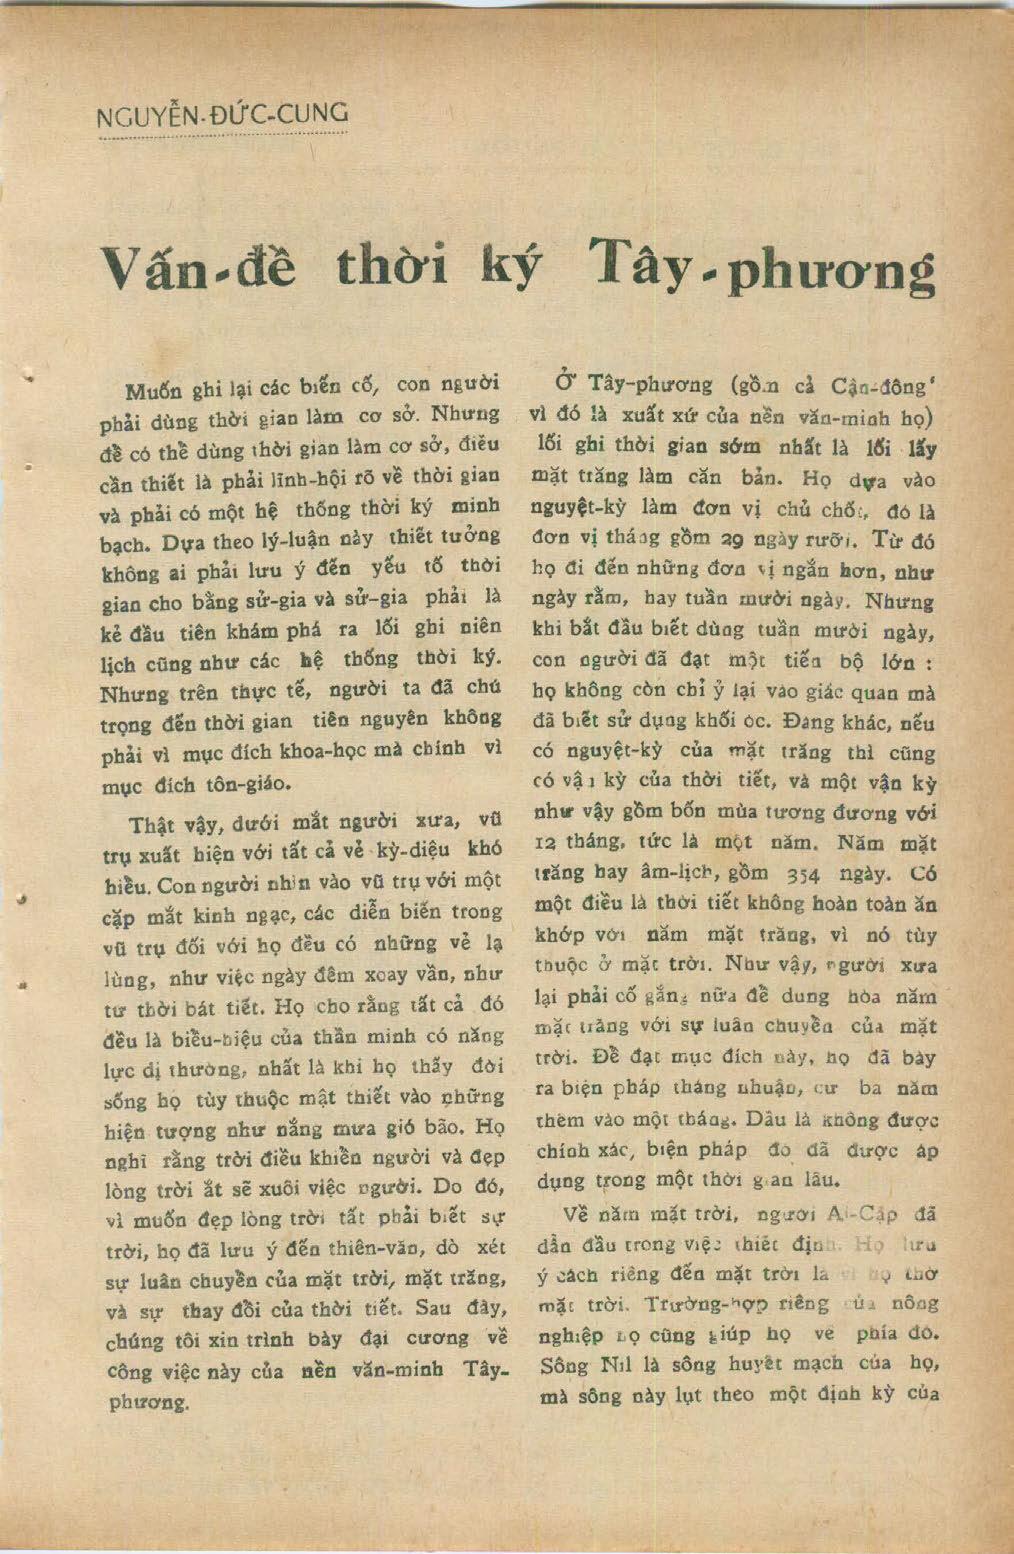 NGUYỄN-ĐỨC-CUNG
Vấn-đề thời ký Tây-phương
Muốn ghi lại các biến cố, con người
phải dùng thời gian làm cơ sở. Nhưng
để có thể dùng thời gian làm cơ sở, điều
cần thiết là phải lĩnh-hội rõ về thời gian
và phải có một hệ thống thời ký minh
bạch. Dựa theo lý-luận này thiết tưởng
không ai phải lưu ý đến yếu tố thời
gian cho bằng sử-gia và sử-gia phải là
kẻ đầu tiên khám phá ra lối ghi niên
lịch cũng như các hệ thống thời ký.
Nhưng trên thực tế, người ta đã chú
trọng đến thời gian tiên nguyên không
phải vì mục đích khoa-học mà chính vì
mục đích tôn-giáo.
Thật vậy, dưới mắt người xưa, vũ
trụ xuất hiện với tất cả vẻ kỳ-diệu khó
hiểu. Con người nhìn vào vũ trụ với một
cặp mắt kinh ngạc, các diễn biến trong
vũ trụ đối với họ đều có những vẻ lạ
lùng, như việc ngày đêm xoay vần, như
tứ thời bát tiết. Họ cho rằng tất cả đó
đều là biểu-hiệu của thần minh có năng
lực dị thường, nhất là khi họ thấy đời
sống họ tùy thuộc mật thiết vào những
hiện tượng như nắng mưa gió bão. Họ
nghĩ rằng trời điều khiển người và đẹp
lòng trời ắt sẽ xuôi việc người. Do đó,
vì muốn đẹp lòng trời tất phải biết sự
trời, họ đã lưu ý đến thiên-văn, dò xét
sự luân chuyển của mặt trời, mặt trăng,
và sự thay đổi của thời tiết. Sau đây,
chúng tôi xin trình bày đại cương về
công việc này của nền văn-minh Tây-
phương.
Ở Tây-phương (gồm cả Cận-đông
vì đó là xuất xứ của nền văn-minh họ)
lối ghi thời gian sớm nhất là lối lấy
mặt trăng làm căn bản. Họ dựa vào
nguyệt-kỳ làm đơn vị chủ chốt, đó là
đơn vị tháng gồm 29 ngày rưỡi. Từ đó
họ đi đến những đơn vị ngắn hơn, như
ngày rằm, hay tuần mười ngày. Nhưng
khi bắt đầu biết dùng tuần mười ngày,
con người đã đạt một tiến bộ lớn :
họ không còn chỉ ỷ lại vào giác quan mà
đã biết sử dụng khối óc. Đàng khác, nếu
có nguyệt-kỳ của mặt trăng thì cũng
có vận kỳ của thời tiết, và một vận kỳ
như vậy gồm bốn mùa tương đương với
12 tháng, tức là một năm. Năm mặt
trăng hay âm-lịch, gồm 354 ngày. Có
một điều là thời tiết không hoàn toàn ăn
khớp với năm mặt trăng, vì nó tùy
thuộc ở mặt trời. Như vậy, người xưa
lại phải cố gắng nữa để dung hòa năm
mặt trăng với sự luân chuyển của mặt
trời. Để đạt mục đích này, họ đã bày
ra biện pháp tháng nhuận, cứ ba năm
thêm vào một tháng. Dầu là không được
chính xác, biện pháp đó đã được áp
dụng trong một thời gian lâu.
Về năm mặt trời, người Ai-Cập đã
dẫn đầu trong việc thiết định. Họ lưu
ý cách riêng đến mặt trời là vì họ thờ
mặt trời. Trường-hợp riêng của nông
nghiệp họ cũng giúp họ về phía đó.
Sông Nil là sông huyết mạch của họ,
mà sông này lụt theo một định kỳ của